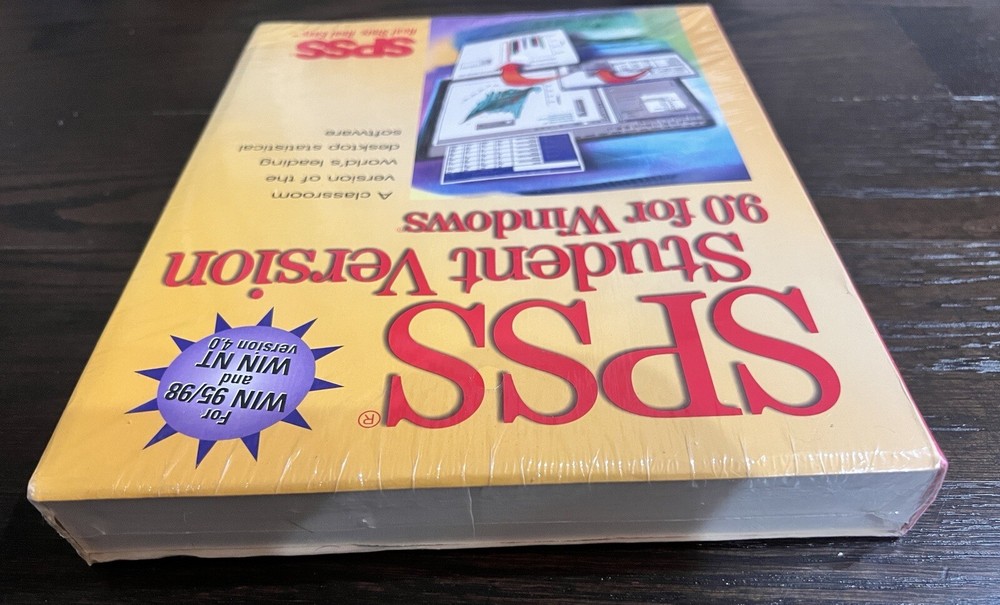 SPSS®
Student Version
9.0 for Windows
For
WIN 95/98
and
WIN NT
version 4.0
A classroom
version of the
world's leading
desktop statistical
software
SPSS
Real Stats. Real Easy.™